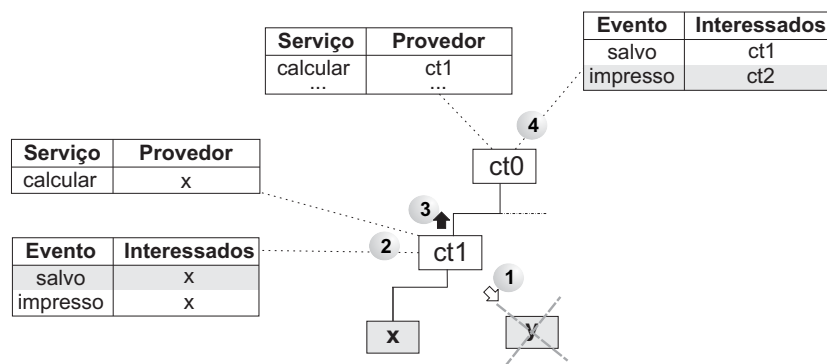 Evento Interessados
salvo ct1
impresso ct2
Serviço Provedor
calcular ct1
... ...
4
ct0
Serviço Provedor
calcular x
3
ct1
2
Evento Interessados
salvo x
impresso x
1
x
y